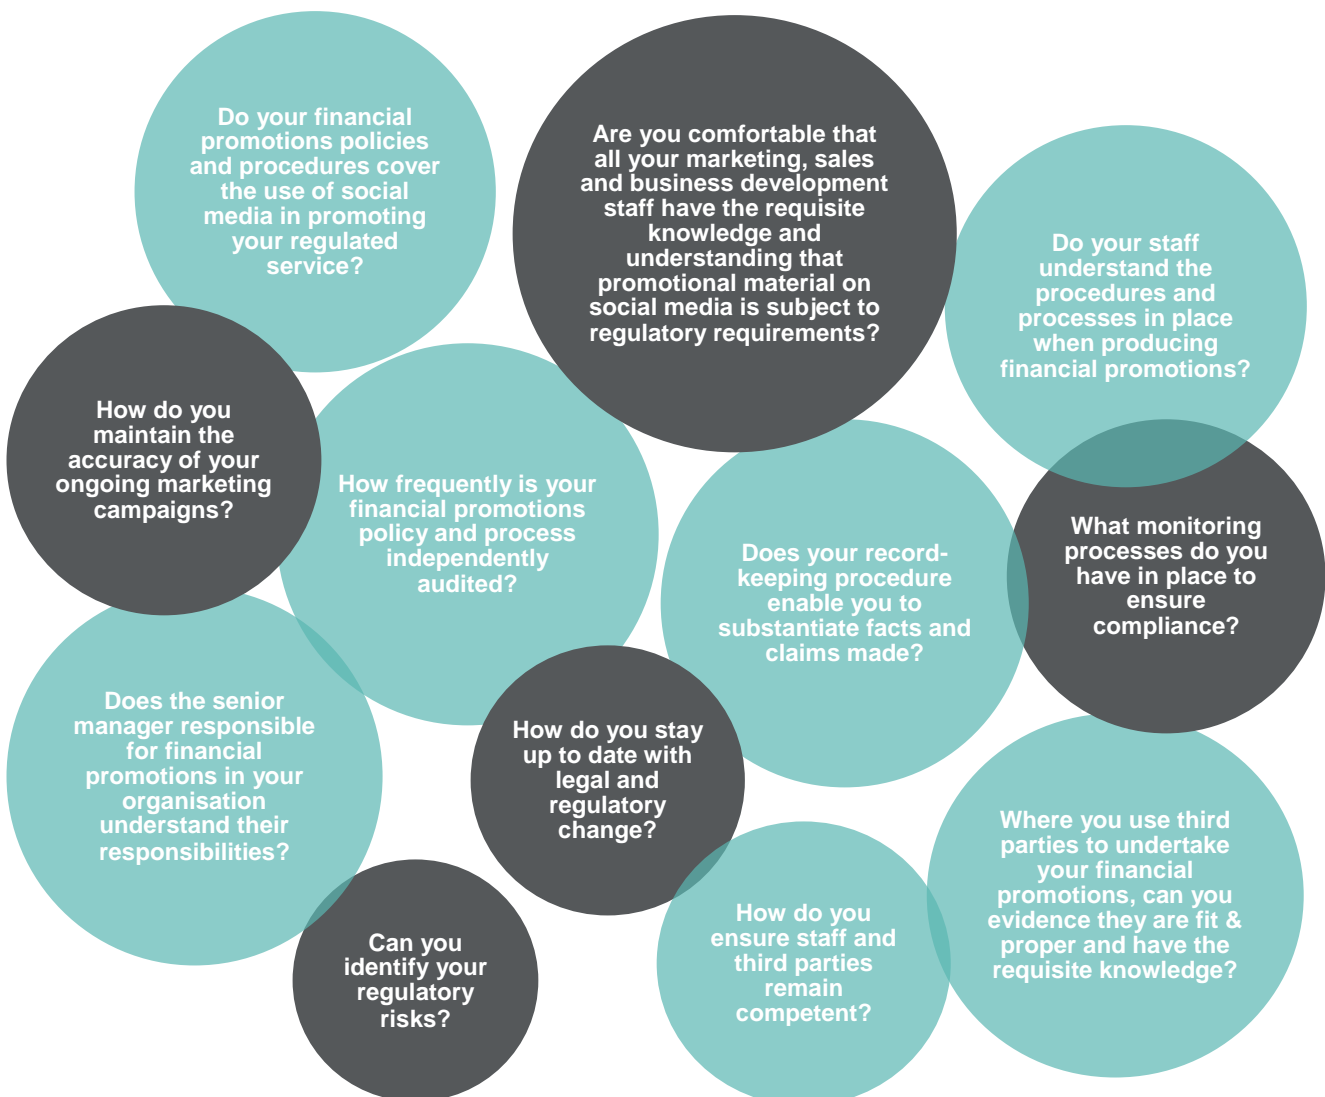 Do your financial
promotions policies
and procedures cover
the use of social
media in promoting
your regulated
service?
Are you comfortable that
all your marketing, sales
and business development
staff have the requisite
knowledge and
understanding that
promotional material on
social media is subject to
regulatory requirements?
Do your staff
understand the
procedures and
processes in place
when producing
financial promotions?
How do you
maintain the
accuracy of your
ongoing marketing
campaigns?
How frequently is your
financial promotions
policy and process
independently
audited?
Does your record-
keeping procedure
enable you to
substantiate facts and
claims made?
What monitoring
processes do you
have in place to
ensure
compliance?
Does the senior
manager responsible
for financial
promotions in your
organisation
understand their
responsibilities?
How do you stay
up to date with
legal and
regulatory
change?
Where you use third
parties to undertake
your financial
promotions, can you
evidence they are fit &
proper and have the
requisite knowledge?
Can you
identify your
regulatory
risks?
How do you
ensure staff and
third parties
remain
competent?